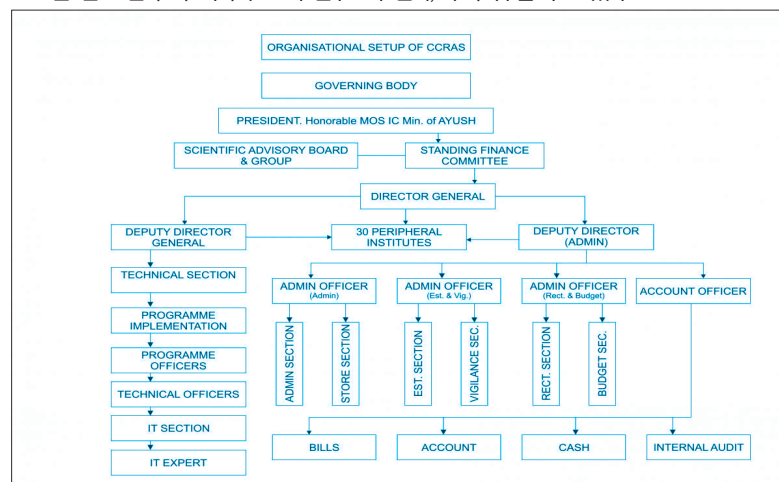 ORGANISATIONAL SETUP OF CCRAS
GOVERNING BODY
PRESIDENT. Honorable MOS IC Min. of AYUSH
SCIENTIFIC ADVISORY BOARD
& GROUP
STANDING FINANCE
COMMITTEE
DIRECTOR GENERAL
DEPUTY DIRECTOR
GENERAL
30 PERIPHERAL
INSTITUTES
DEPUTY DIRECTOR
(ADMIN)
TECHNICAL SECTION
PROGRAMME
IMPLEMENTATION
PROGRAMME
OFFICERS
TECHNICAL OFFICERS
IT SECTION
IT EXPERT
ADMIN OFFICER
(Admin)
ADMIN OFFICER
(Est. & Vig.)
ADMIN OFFICER
(Rect. & Budget)
ACCOUNT OFFICER
ADMIN SECTION
STORE SECTION
EST. SECTION
VIGILANCE SEC.
RECT. SECTION
BUDGET SEC.
BILLS
ACCOUNT
CASH
INTERNAL AUDIT